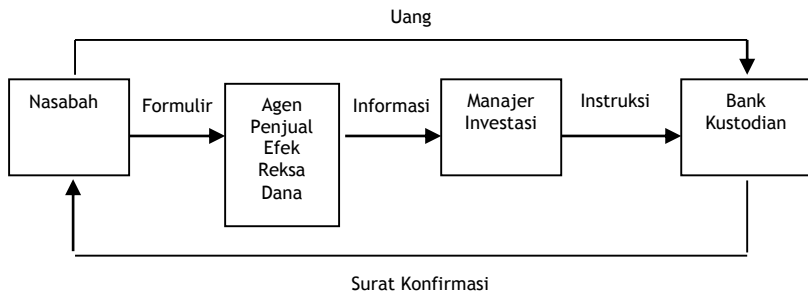 Uang
Nasabah
Formulir
Agen
Penjual
Efek
Reksa
Dana
Informasi
Manajer
Investasi
Instruksi
Bank
Kustodian
Surat Konfirmasi